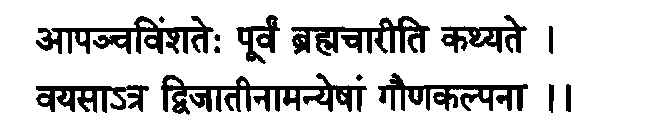 आपञ्चविंशतेः पूर्वं ब्रह्मचारीति कथ्यते ।
वयसाऽत्र द्विजातीनामन्येषां गौणकल्पना ।।